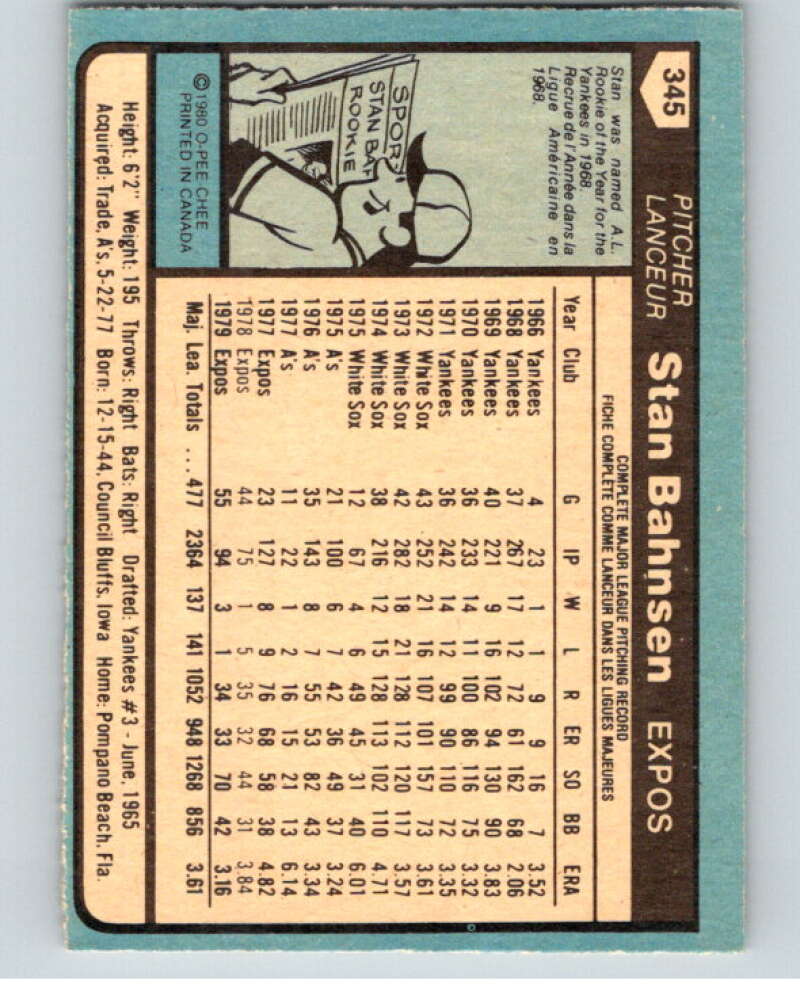 345
PITCHER
LANCEUR
Stan Bahnsen EXPOS
Stan was named A.L.
Rookie of the Year for the
Yankees in 1968.
Recrue de l'Année dans la
Ligue Américaine en
1968.
SPORT
STAN BA
ROOKIE
©1980 O-PEE CHEE
PRINTED IN CANADA
COMPLETE MAJOR LEAGUE PITCHING RECORD
FICHE COMPLETE COMME LANCEUR DANS LES LIGUES MAJEURES
Year Club G IP W L R ER SO BB ERA
1966 Yankees 4 23 1 1 9 9 16 7 3.52
1968 Yankees 37 267 17 12 72 61 162 68 2.06
1969 Yankees 40 221 9 16 102 94 130 90 3.83
1970 Yankees 36 233 14 11 100 86 116 75 3.32
1971 Yankees 36 242 14 12 99 90 110 72 3.35
1972 White Sox 43 252 21 16 107 101 157 73 3.61
1973 White Sox 42 282 18 21 128 112 120 117 3.57
1974 White Sox 38 216 12 15 128 113 102 110 4.71
1975 White Sox 12 67 4 6 49 45 31 40 6.01
1975 A's 21 100 6 7 42 36 49 37 3.24
1976 A's 35 143 8 7 55 53 82 43 3.34
1977 A's 11 22 1 2 16 15 21 13 6.14
1977 Expos 23 127 8 9 76 68 58 38 4.82
1978 Expos 44 75 1 5 35 32 44 31 3.84
1979 Expos 55 94 3 1 34 33 70 42 3.16
Maj. Lea. Totals ... 477 2364 137 141 1052 948 1268 856 3.61
Height: 6'2" Weight: 195 Throws: Right Bats: Right Drafted: Yankees #3 - June, 1965
Acquired: Trade, A's, 5-22-77 Born: 12-15-44, Council Bluffs, Iowa Home: Pompano Beach, Fla.